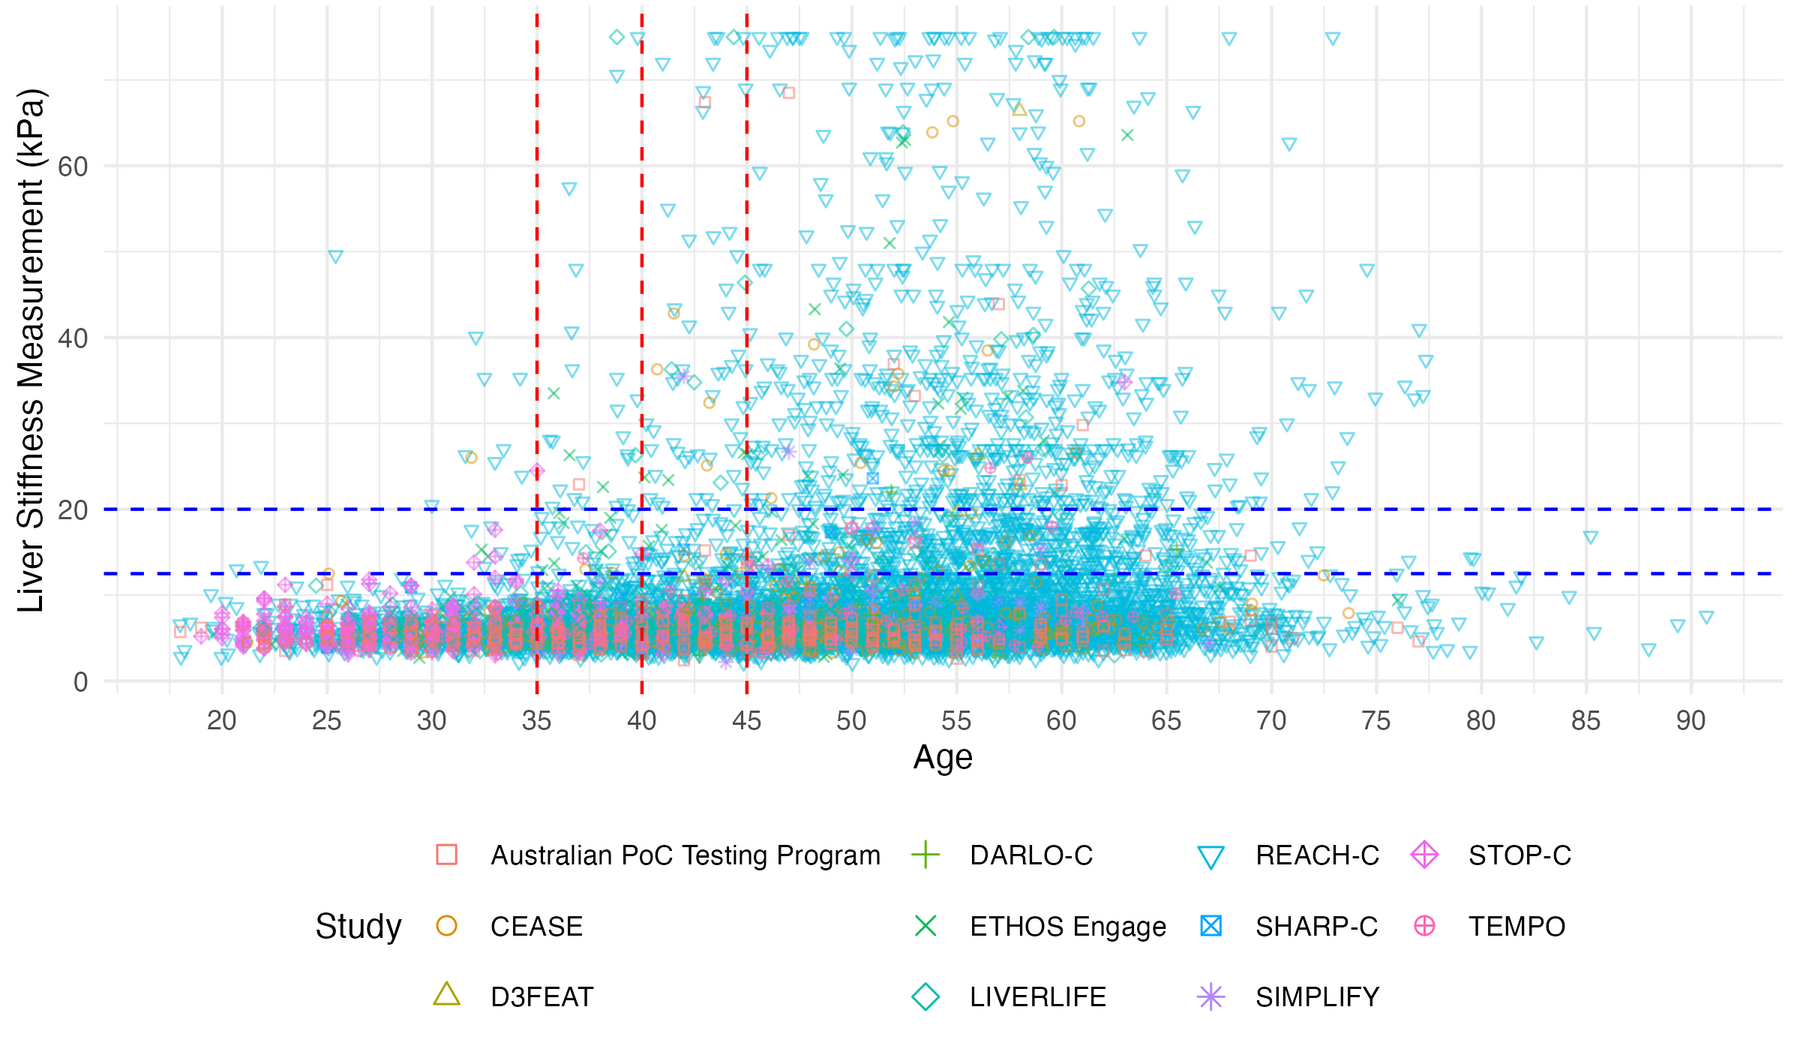 Liver Stiffness Measurement (kPa)
60
40
20
0
20 25 30 35 40 45 50 55 60 65 70 75 80 85 90
Age
Study
Australian PoC Testing Program DARLO-C REACH-C STOP-C
CEASE ETHOS Engage SHARP-C TEMPO
D3FEAT LIVERLIFE SIMPLIFY